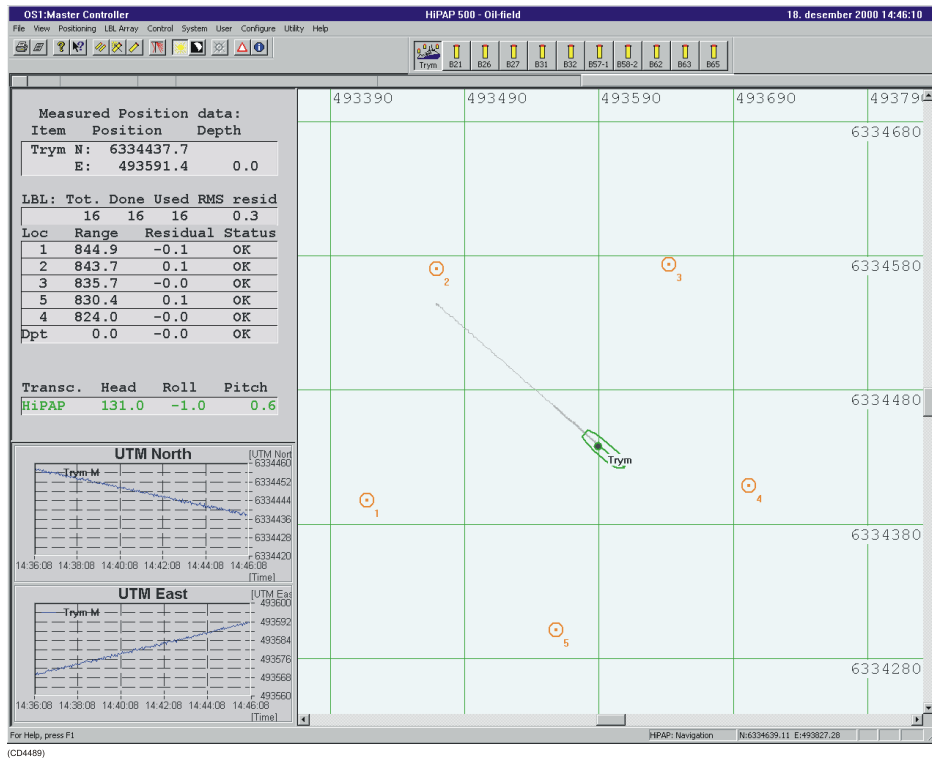 OS1:Master Controller HiPAP 500 - Oil-field 18. desember 2000 14:46:10
File View Positioning LBL Array Control System User Configure Utility Help
Trym B21 B26 B27 B31 B32 B57-1 B58-2 B62 B63 B65
Measured Position data:
Item Position Depth
Trym N: 6334437.7
E: 493591.4 0.0
LBL: Tot. Done Used RMS resid
16 16 16 0.3
Loc Range Residual Status
1 844.9 -0.1 OK
2 843.7 0.1 OK
3 835.7 -0.0 OK
5 830.4 0.1 OK
4 824.0 -0.0 OK
Dpt 0.0 -0.0 OK
Transc. Head Roll Pitch
HiPAP 131.0 -1.0 0.6
UTM North [UTM Nort
Trym M
6334460
6334452
6334444
6334436
6334428
6334420
14:36:08 14:38:08 14:40:08 14:42:08 14:44:08 14:46:08
[Time]
UTM East [UTM Eas
Trym M
493600
493592
493584
493576
493568
493560
14:36:08 14:38:08 14:40:08 14:42:08 14:44:08 14:46:08
[Time]
493390 493490 493590 493690 49379
6334680
6334580
6334480
6334380
6334280
2
3
Trym
1
4
5
For Help, press F1 HiPAP: Navigation N:6334639.11 E:493827.28
(CD4489)